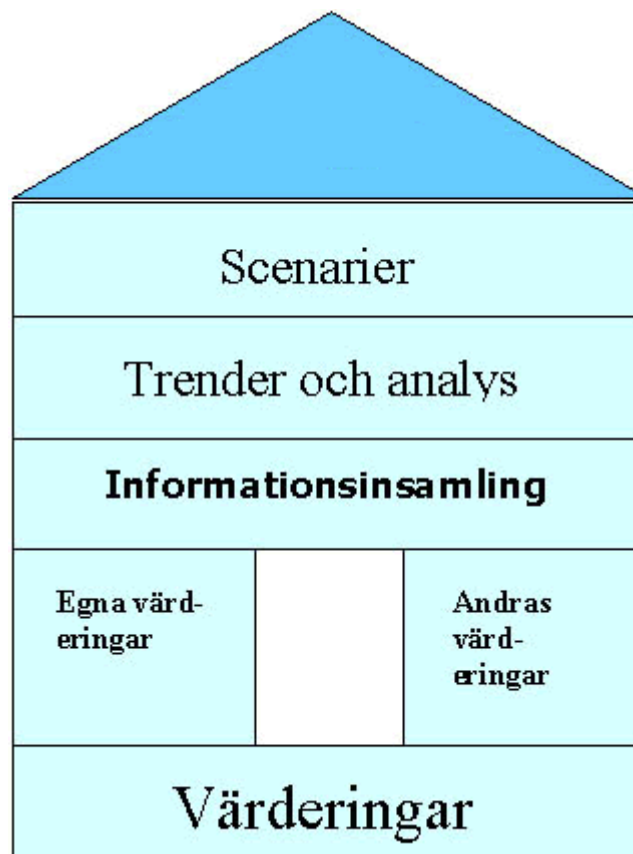 Scenarier
Trender och analys
Informationsinsamling
Egna värd-
eringar
Andras
värd-
eringar
Värderingar